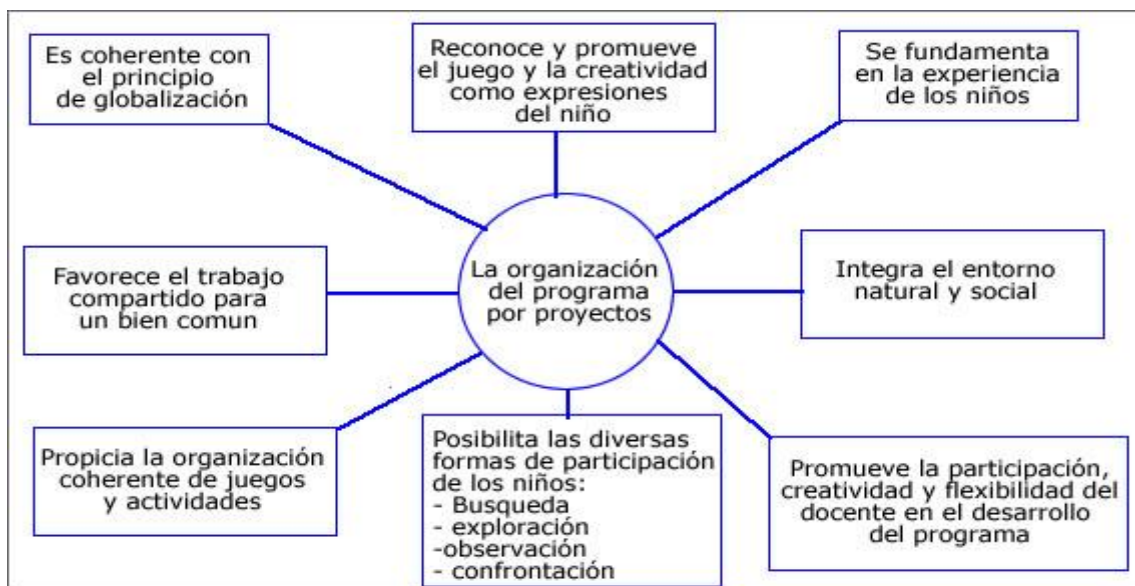 Es coherente con
el principio
de globalización
Reconoce y promueve
el juego y la creatividad
como expresiones
del niño
Se fundamenta
en la experiencia
de los niños
Favorece el trabajo
compartido para
un bien comun
La organización
del programa
por proyectos
Integra el entorno
natural y social
Propicia la organización
coherente de juegos
y actividades
Posibilita las diversas
formas de participación
de los niños:
- Busqueda
- exploración
-observación
- confrontación
Promueve la participación,
creatividad y flexibilidad del
docente en el desarrollo
del programa